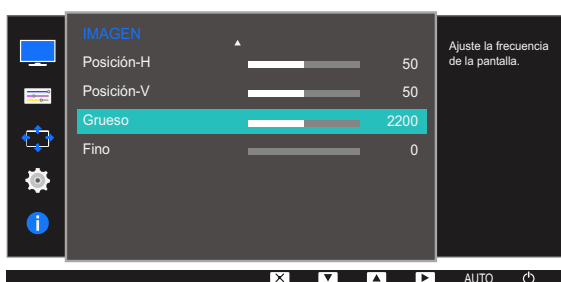 IMAGEN
Posición-H 50
Posición-V 50
Grueso 2200
Fino 0
Ajuste la frecuencia
de la pantalla.
AUTO